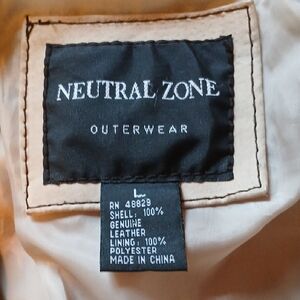 NEUTRAL ZONE
OUTERWEAR
L
RN 48829
SHELL: 100%
GENUINE
LEATHER
LINING: 100%
POLYESTER
MADE IN CHINA